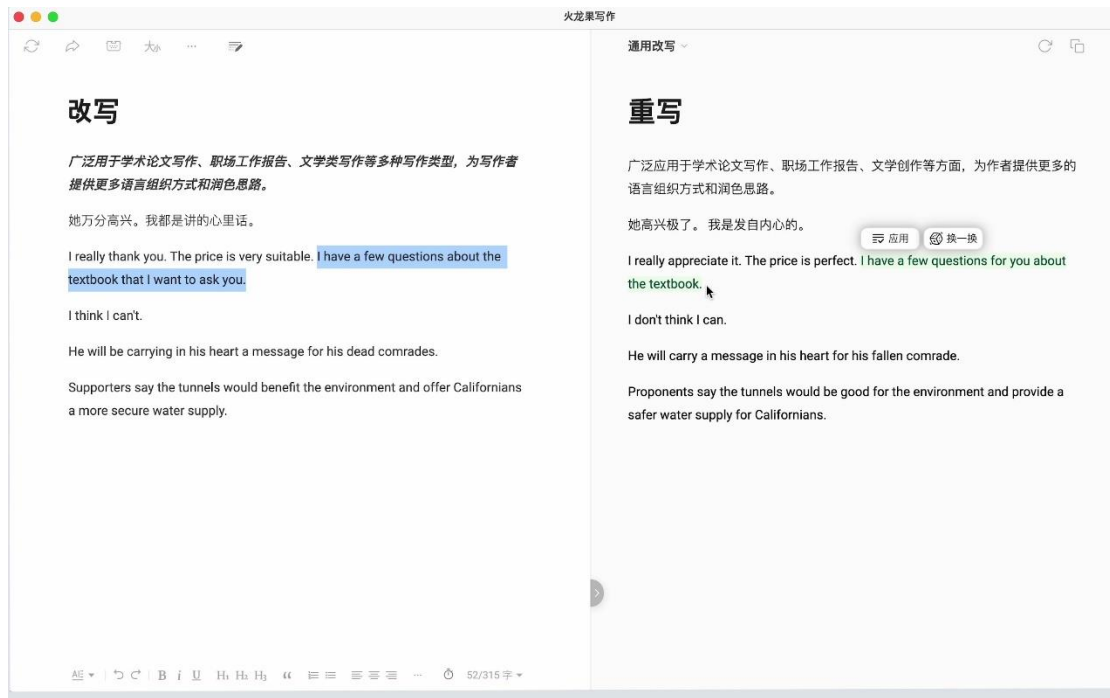 火龙果写作
大小
···
通用改写
改写
广泛用于学术论文写作、职场工作报告、文学类写作等多种写作类型，为写作者
提供更多语言组织方式和润色思路。
她万分高兴。我都是讲的心里话。
I really thank you. The price is very suitable. I have a few questions about the
textbook that I want to ask you.
I think I can't.
He will be carrying in his heart a message for his dead comrades.
Supporters say the tunnels would benefit the environment and offer Californians
a more secure water supply.
重写
广泛应用于学术论文写作、职场工作报告、文学创作等方面，为作者提供更多的
语言组织方式和润色思路。
她高兴极了。 我是发自内心的。
应用 换一换
I really appreciate it. The price is perfect. I have a few questions for you about
the textbook.
I don't think I can.
He will carry a message in his heart for his fallen comrade.
Proponents say the tunnels would be good for the environment and provide a
safer water supply for Californians.
B i U H1 H2 H3 “ ··· 52/315 字